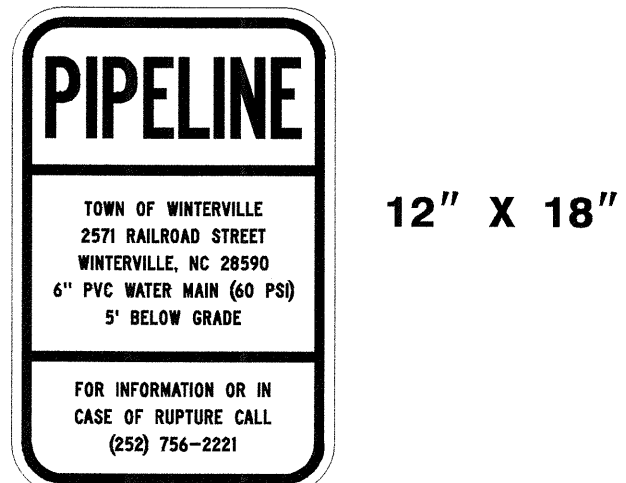 PIPELINE
TOWN OF WINTERVILLE
2571 RAILROAD STREET
WINTERVILLE, NC 28590
6" PVC WATER MAIN (60 PSI)
5' BELOW GRADE
FOR INFORMATION OR IN
CASE OF RUPTURE CALL
(252) 756-2221
12" X 18"